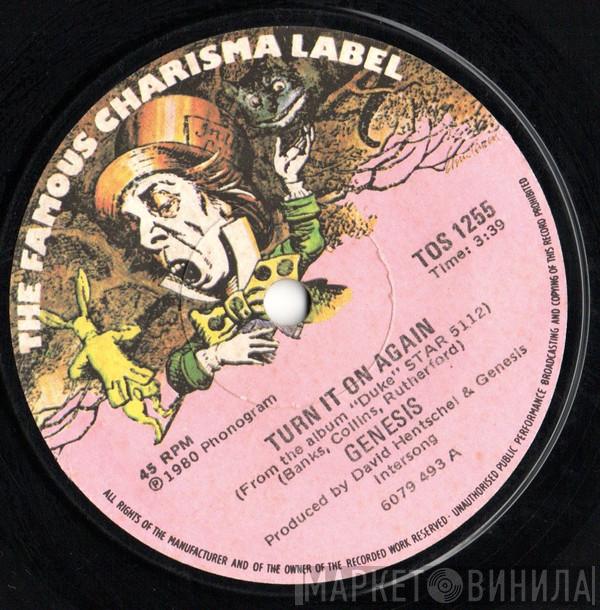 THE FAMOUS CHARISMA LABEL
TOS 1255
Time: 3:39
45 RPM
℗1980 Phonogram
TURN IT ON AGAIN
(From the album "Duke" STAR 5112)
(Banks, Collins, Rutherford)
GENESIS
Produced by David Hentschel & Genesis
Intersong
6079 493 A
ALL RIGHTS OF THE MANUFACTURER AND OF THE OWNER OF THE RECORDED WORK RESERVED · UNAUTHORISED PUBLIC PERFORMANCE BROADCASTING AND COPYING OF THIS RECORD PROHIBITED
МАРКЕТ ВИНИЛА